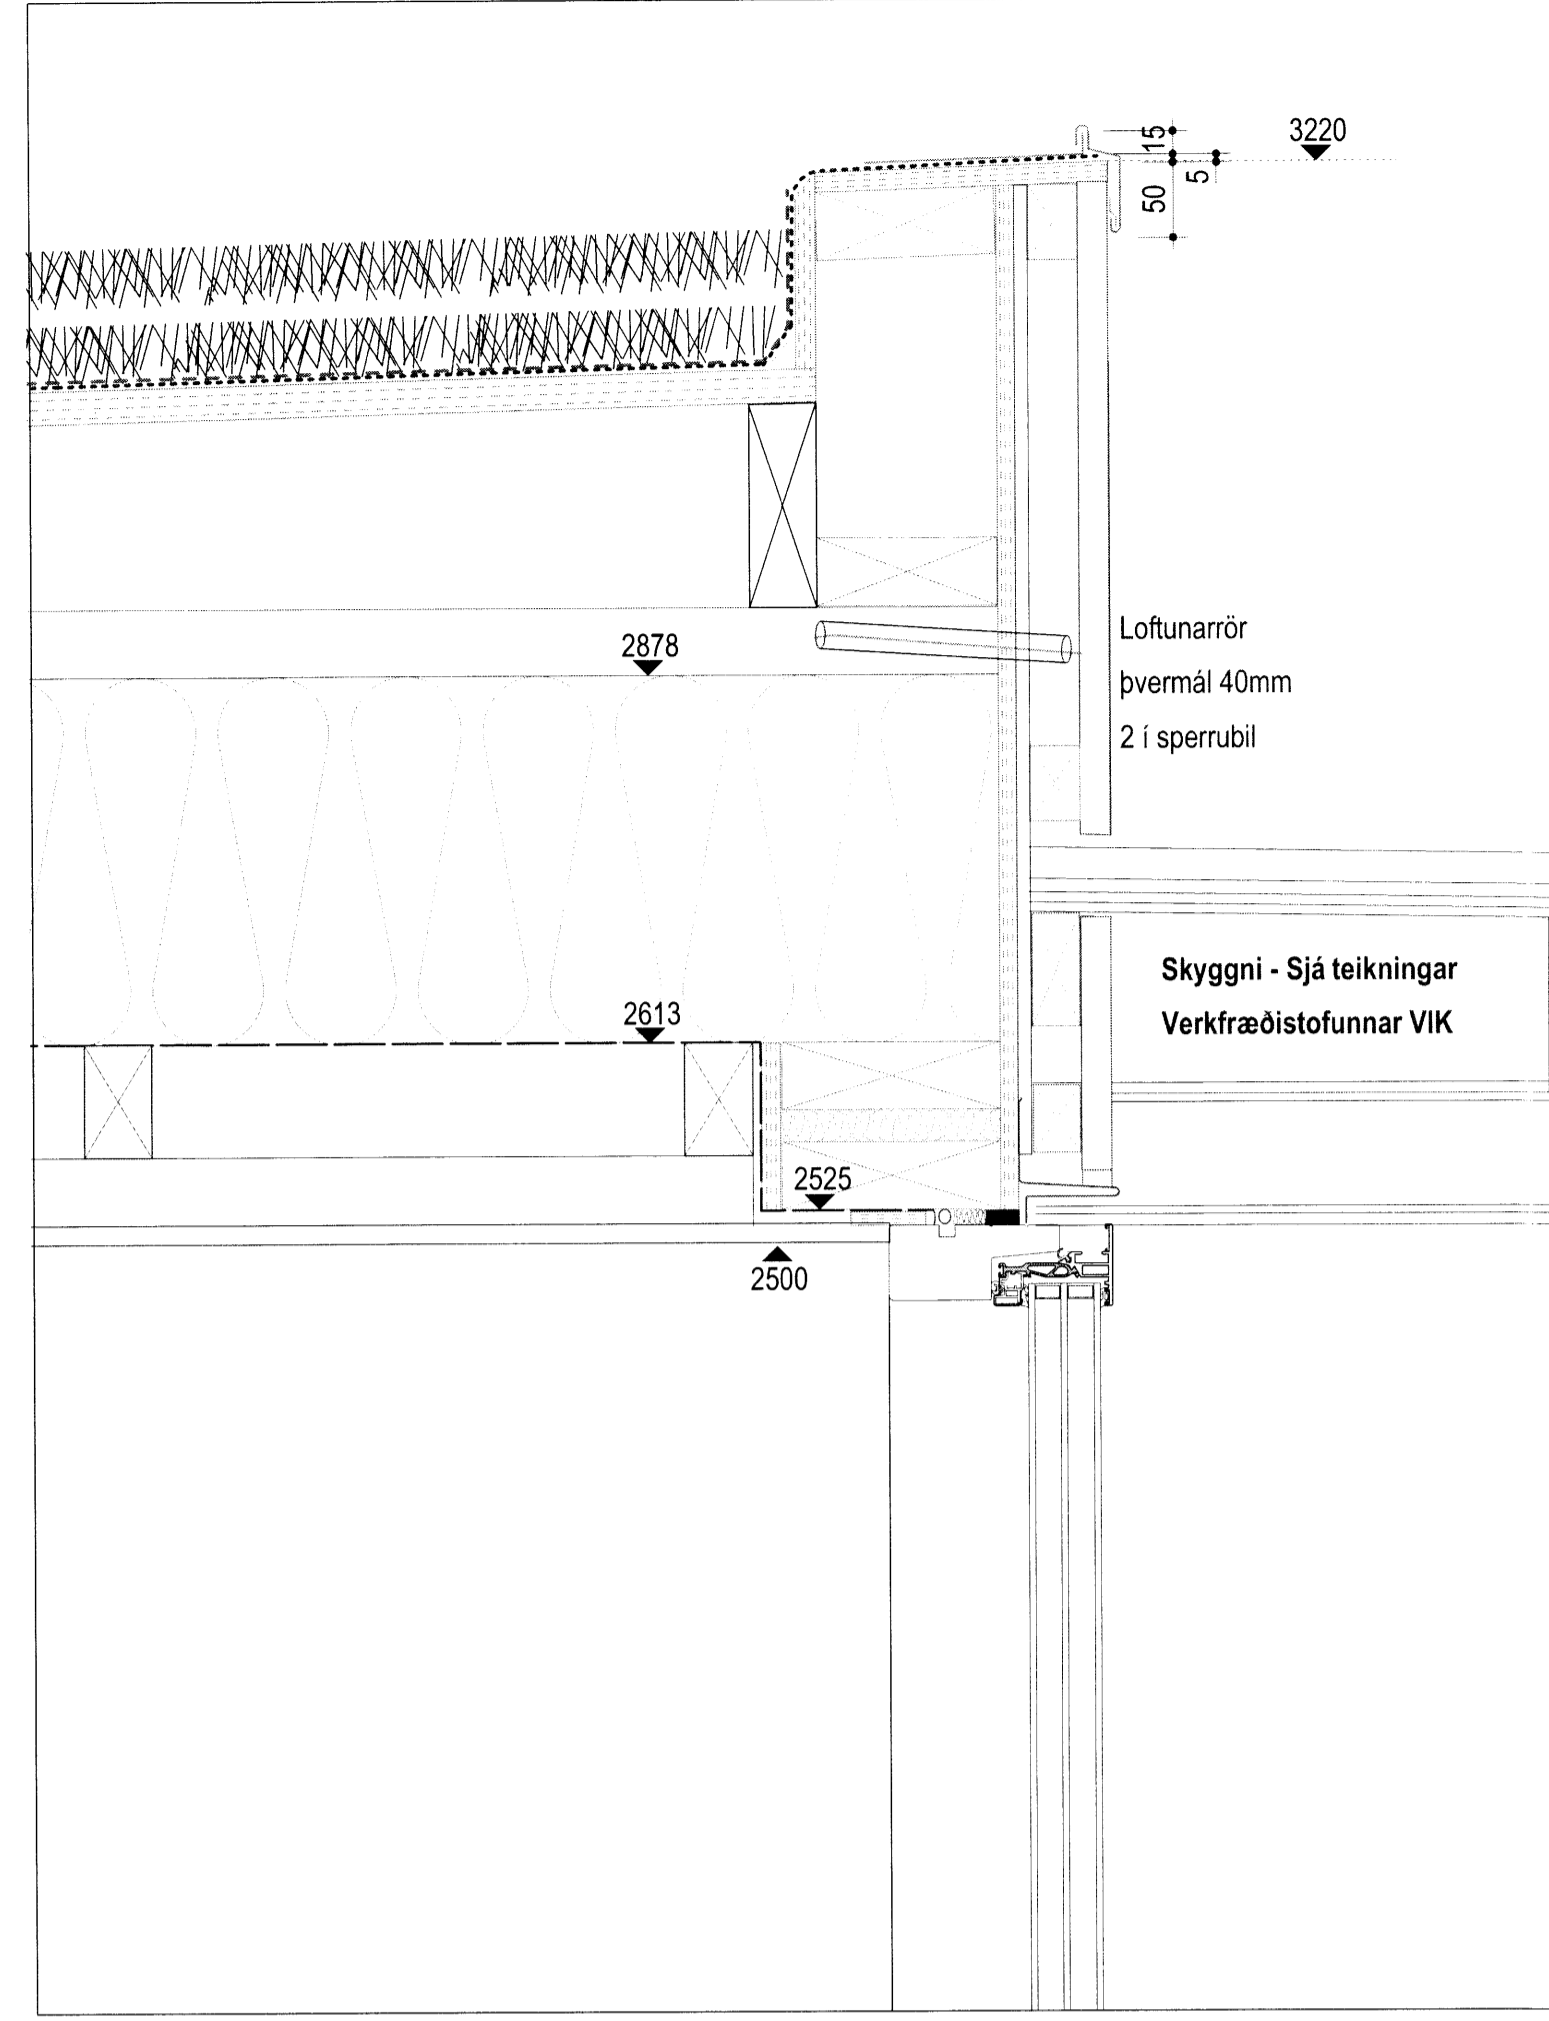 15
3220
5
50
Loftunarrör
2878
þvermál 40mm
2 í sperrubil
Skyggni - Sjá teikningar
2613
Verkfræðistofunnar VIK
2525
2500